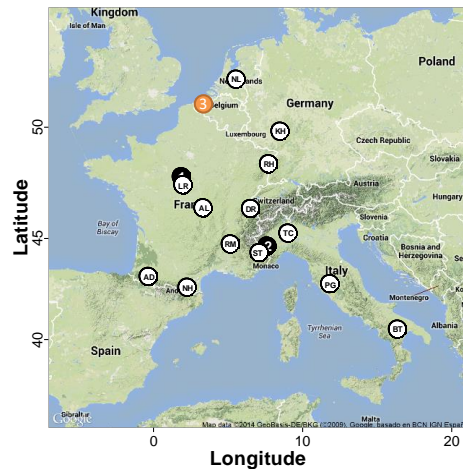 Kingdom
Isle of Man
Poland
NL
Netherlands
3
Belgium
Germany
50
KH
Luxembourg
Czech Republic
RH
Slovakia
LR
Austria
Latitude
AL
France
DR
Switzerland
Hungary
Slovenia
Bay of
Biscay
45
RM
TC
2
ST
Croatia
Monaco
Bosnia and
Herzegovina
AD
Italy
NH
Andorra
PG
Montenegro
BT
Albania
Tyrrhenian
Sea
40
Spain
Google
Gibraltar
Malta
Map data ©2014 GeoBasis-DE/BKG (©2009), Google, basado en BCN IGN Españ
0
10
20
Longitude